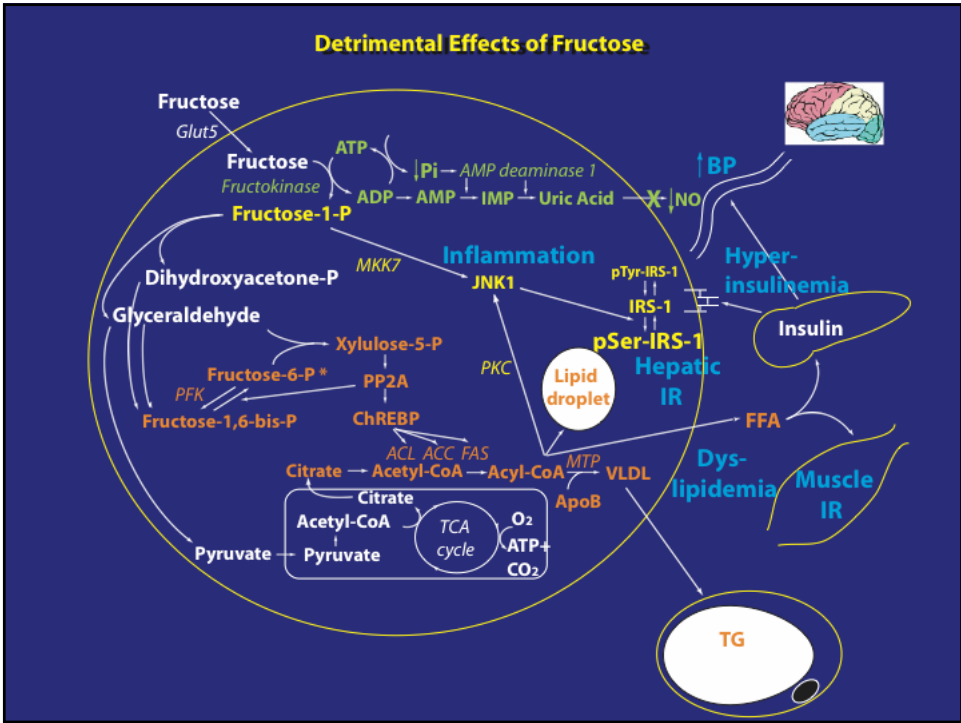 Detrimental Effects of Fructose
Fructose
Glut5
Fructose
Fructokinase
Fructose-1-P
ATP
ADP
↓Pi
AMP deaminase 1
AMP
IMP
Uric Acid
X
↓NO
↑BP
MKK7
Inflammation
JNK1
pTyr-IRS-1
IRS-1
pSer-IRS-1
Hepatic
IR
Hyper-
insulinemia
Insulin
Dihydroxyacetone-P
Glyceraldehyde
Xylulose-5-P
Fructose-6-P *
PFK
Fructose-1,6-bis-P
PP2A
ChREBP
PKC
Lipid
droplet
FFA
ACL ACC FAS
Citrate
Acetyl-CoA
Acyl-CoA
MTP
VLDL
ApoB
Dys-
lipidemia
Muscle
IR
Citrate
Acetyl-CoA
TCA
cycle
O2
ATP+
CO2
Pyruvate
Pyruvate
TG